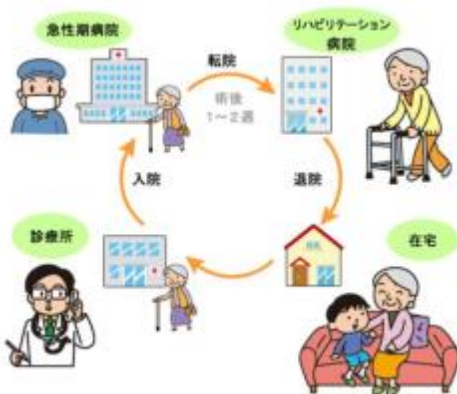 急性期病院
リハビリテーション
病院
転院
術後
1〜2週
入院
退院
診療所
在宅